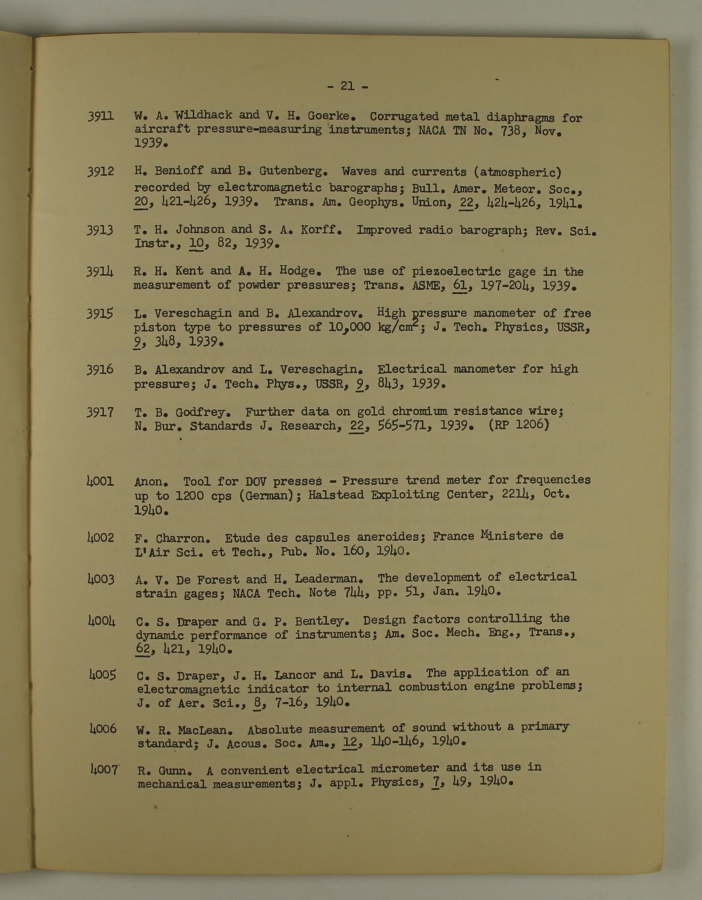 - 21 -
3911 W. A. Wildhack and V. H. Goerke. Corrugated metal diaphragms for
aircraft pressure-measuring instruments; NACA TN No. 738, Nov.
1939.
3912 H. Benioff and B. Gutenberg. Waves and currents (atmospheric)
recorded by electromagnetic barographs; Bull. Amer. Meteor. Soc.,
20, 421-426, 1939. Trans. Am. Geophys. Union, 22, 424-426, 1941.
3913 T. H. Johnson and S. A. Korff. Improved radio barograph; Rev. Sci.
Instr., 10, 82, 1939.
3914 R. H. Kent and A. H. Hodge. The use of piezoelectric gage in the
measurement of powder pressures; Trans. ASME, 61, 197-204, 1939.
3915 L. Vereschagin and B. Alexandrov. High pressure manometer of free
piston type to pressures of 10,000 kg/cm²; J. Tech. Physics, USSR,
9, 348, 1939.
3916 B. Alexandrov and L. Vereschagin. Electrical manometer for high
pressure; J. Tech. Phys., USSR, 9, 843, 1939.
3917 T. B. Godfrey. Further data on gold chromium resistance wire;
N. Bur. Standards J. Research, 22, 565-571, 1939. (RP 1206)
4001 Anon. Tool for DOV presses - Pressure trend meter for frequencies
up to 1200 cps (German); Halstead Exploiting Center, 2214, Oct.
1940.
4002 F. Charron. Etude des capsules aneroides; France Ministere de
L'Air Sci. et Tech., Pub. No. 160, 1940.
4003 A. V. De Forest and H. Leaderman. The development of electrical
strain gages; NACA Tech. Note 744, pp. 51, Jan. 1940.
4004 C. S. Draper and G. P. Bentley. Design factors controlling the
dynamic performance of instruments; Am. Soc. Mech. Eng., Trans.,
62, 421, 1940.
4005 C. S. Draper, J. H. Lancor and L. Davis. The application of an
electromagnetic indicator to internal combustion engine problems;
J. of Aer. Sci., 8, 7-16, 1940.
4006 W. R. MacLean. Absolute measurement of sound without a primary
standard; J. Acous. Soc. Am., 12, 140-146, 1940.
4007 R. Gunn. A convenient electrical micrometer and its use in
mechanical measurements; J. appl. Physics, 7, 49, 1940.